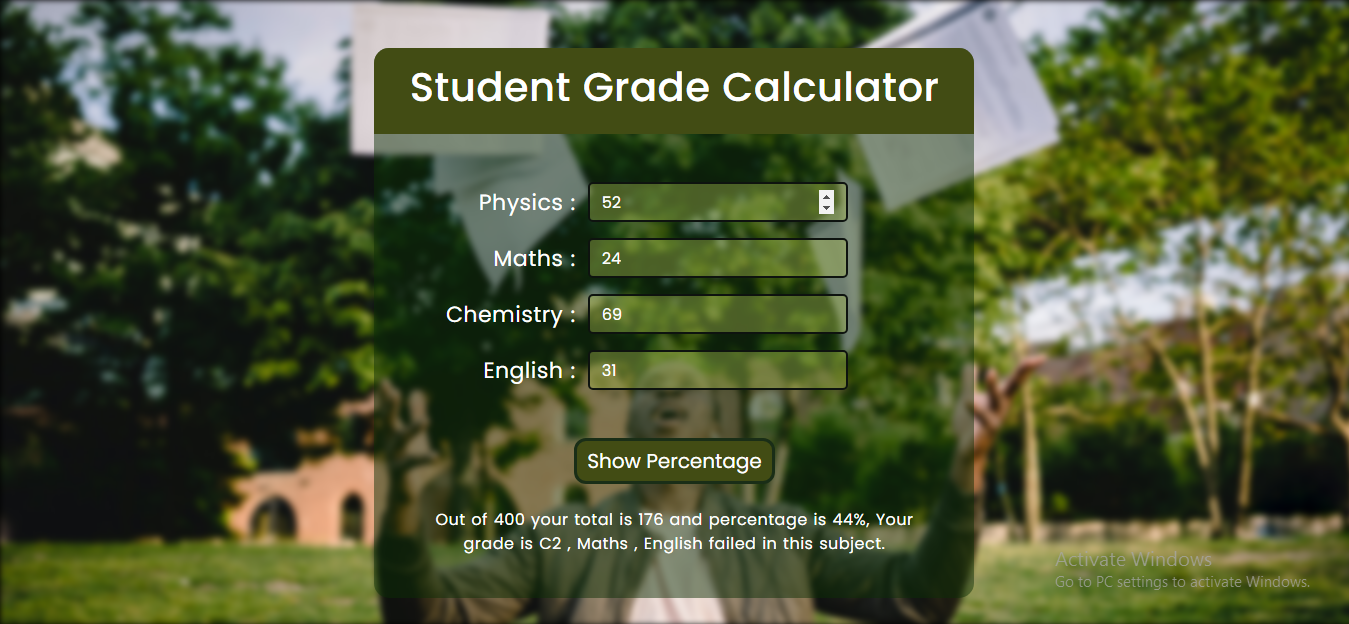 Student Grade Calculator
Physics : 52
Maths : 24
Chemistry : 69
English : 31
Show Percentage
Out of 400 your total is 176 and percentage is 44%, Your
grade is C2 , Maths , English failed in this subject.
Activate Windows
Go to PC settings to activate Windows.